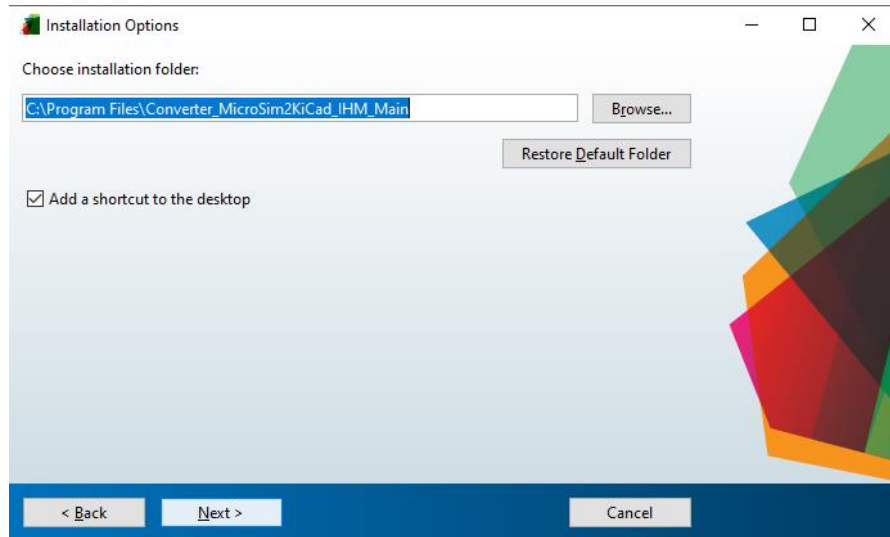 Installation Options
Choose installation folder:
C:\Program Files\Converter_MicroSim2KiCad_IHM_Main
Browse...
Restore Default Folder
Add a shortcut to the desktop
< Back
Next >
Cancel